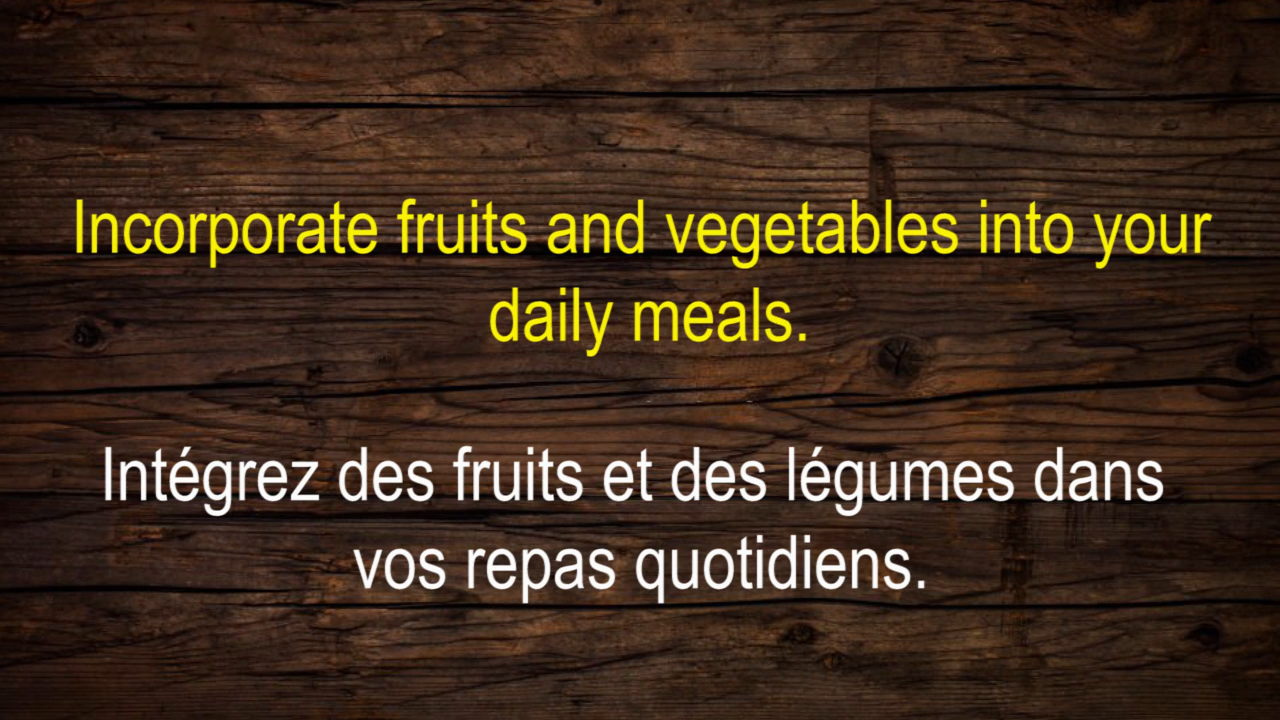 Incorporate fruits and vegetables into your
daily meals.
Intégrez des fruits et des légumes dans
vos repas quotidiens.